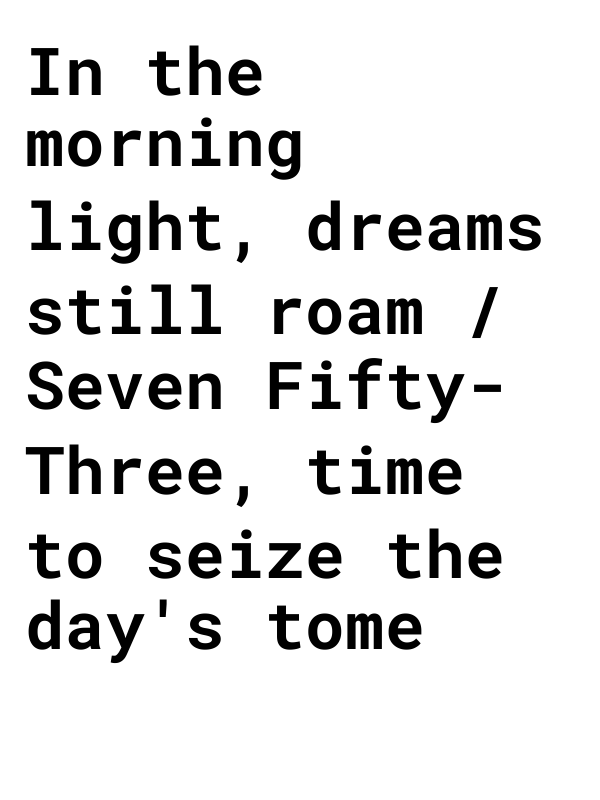 In the
morning
light, dreams
still roam /
Seven Fifty-
Three, time
to seize the
day's tome